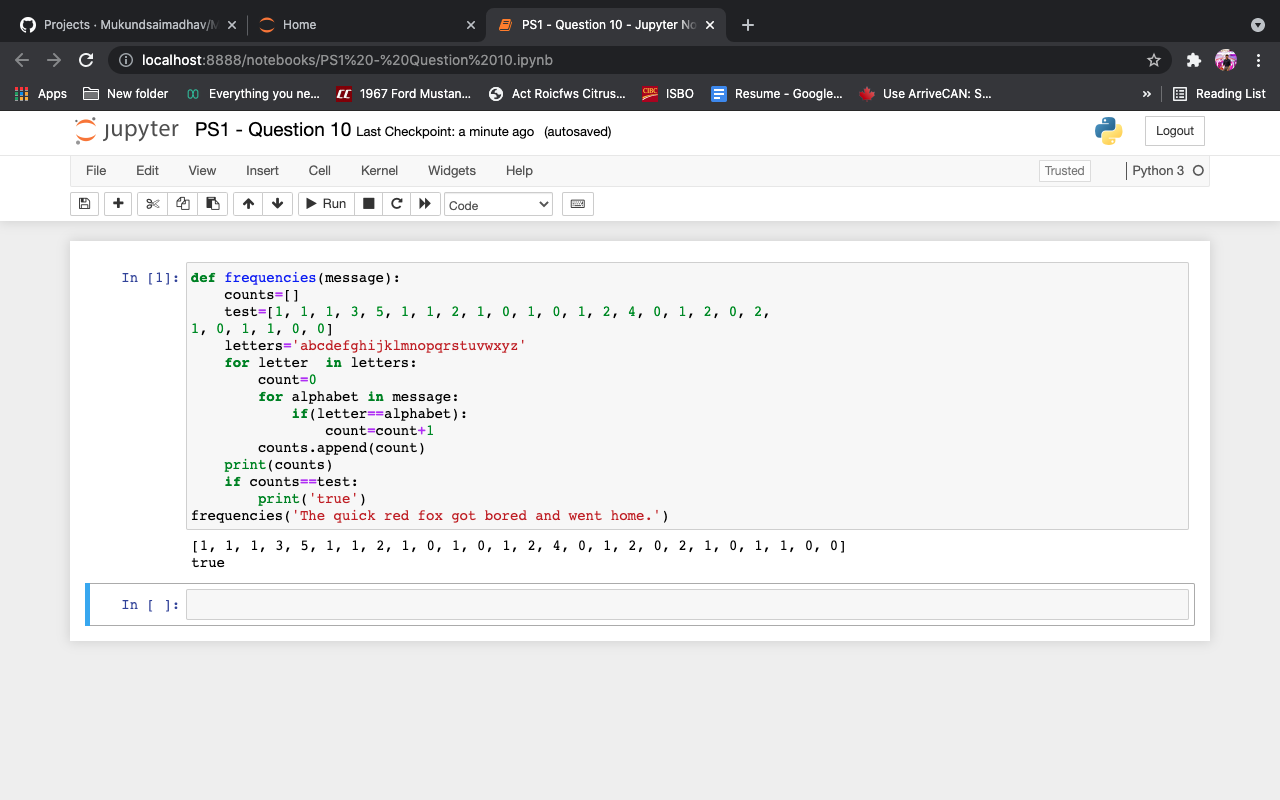 Projects · Mukundsaimadhav/
Home
PS1 - Question 10 - Jupyter No
localhost:8888/notebooks/PS1%20-%20Question%2010.ipynb
Apps New folder Everything you ne... CC 1967 Ford Mustan... Act Roicfws Citrus... CIBC ISBO Resume - Google... Use ArriveCAN: S... » Reading List
jupyter PS1 - Question 10 Last Checkpoint: a minute ago (autosaved) Logout
File Edit View Insert Cell Kernel Widgets Help Trusted Python 3
Run Code
In [1]:
def frequencies(message):
    counts=[]
    test=[1, 1, 1, 3, 5, 1, 1, 2, 1, 0, 1, 0, 1, 2, 4, 0, 1, 2, 0, 2,
1, 0, 1, 1, 0, 0]
    letters='abcdefghijklmnopqrstuvwxyz'
    for letter  in letters:
        count=0
        for alphabet in message:
            if(letter==alphabet):
                count=count+1
        counts.append(count)
    print(counts)
    if counts==test:
        print('true')
frequencies('The quick red fox got bored and went home.')
[1, 1, 1, 3, 5, 1, 1, 2, 1, 0, 1, 0, 1, 2, 4, 0, 1, 2, 0, 2, 1, 0, 1, 1, 0, 0]
true
In [ ]: